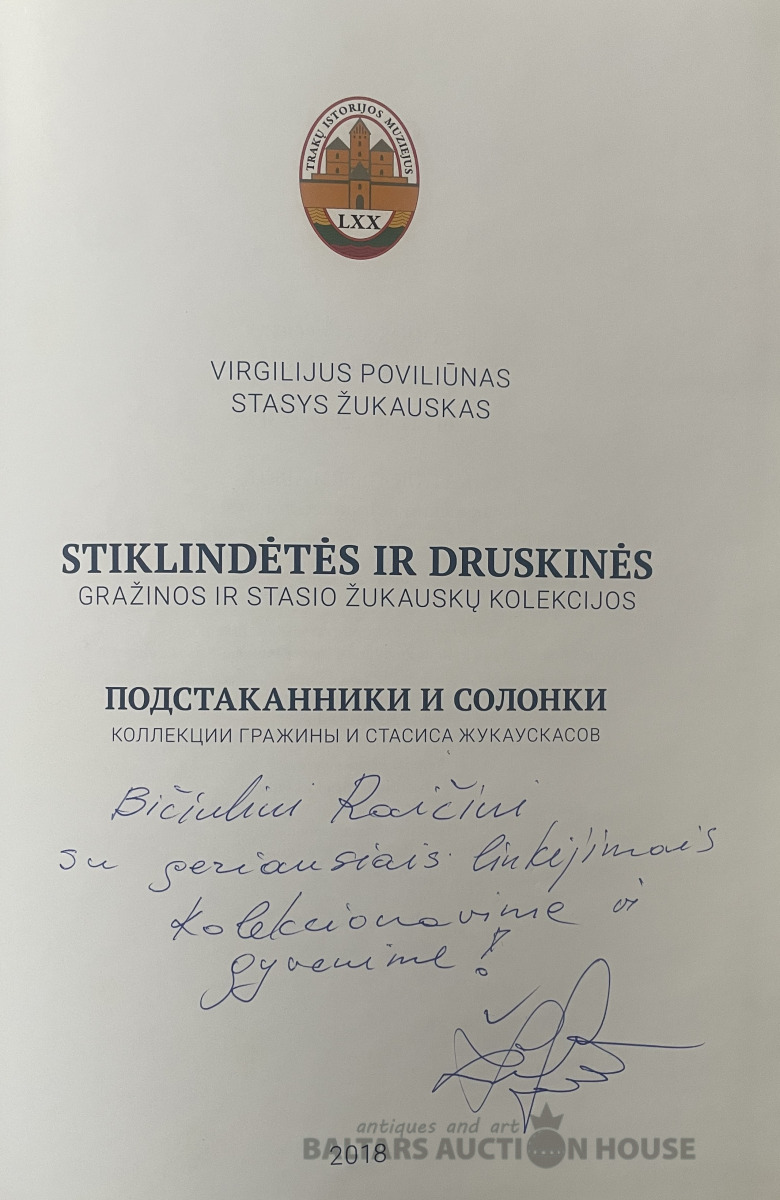 TRAKŲ ISTORIJOS MUZIEJUS
LXX
VIRGILIJUS POVILIŪNAS
STASYS ŽUKAUSKAS
STIKLINDĖTĖS IR DRUSKINĖS
GRAŽINOS IR STASIO ŽUKAUSKŲ KOLEKCIJOS
ПОДСТАКАННИКИ И СОЛОНКИ
КОЛЛЕКЦИИ ГРАЖИНЫ И СТАСИСА ЖУКАУСКАСОВ
Bičiuliui
su geriausiais linkėjimais
kolekcionavime ir
gyvenime!
antiques and art
BALTARS AUCTION HOUSE
2018